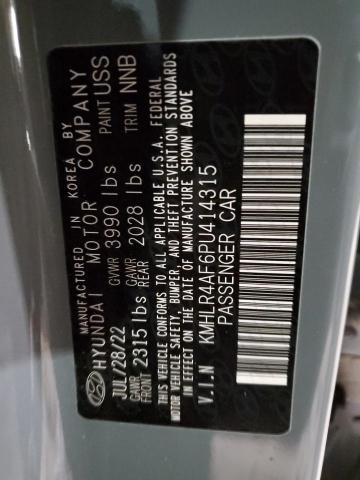 MANUFACTURED IN KOREA BY
HYUNDAI MOTOR COMPANY
JUL/28/22 GVWR 3990 lbs PAINT USS
GAWR FRONT 2315 lbs GAWR REAR 2028 lbs TRIM NNB
THIS VEHICLE CONFORMS TO ALL APPLICABLE U.S.A. FEDERAL
MOTOR VEHICLE SAFETY, BUMPER, AND THEFT PREVENTION STANDARDS
IN EFFECT ON THE DATE OF MANUFACTURE SHOWN ABOVE
V.I.N KMHLR4AF6PU414315
PASSENGER CAR